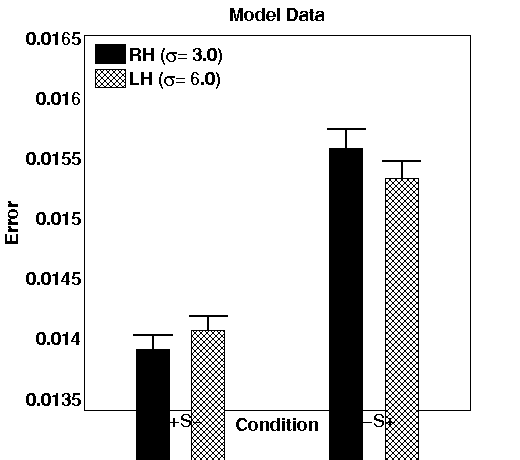 Model Data
0.0165
0.016
0.0155
0.015
0.0145
0.014
0.0135
Error
RH (σ= 3.0)
LH (σ= 6.0)
+S−
Condition
−S+